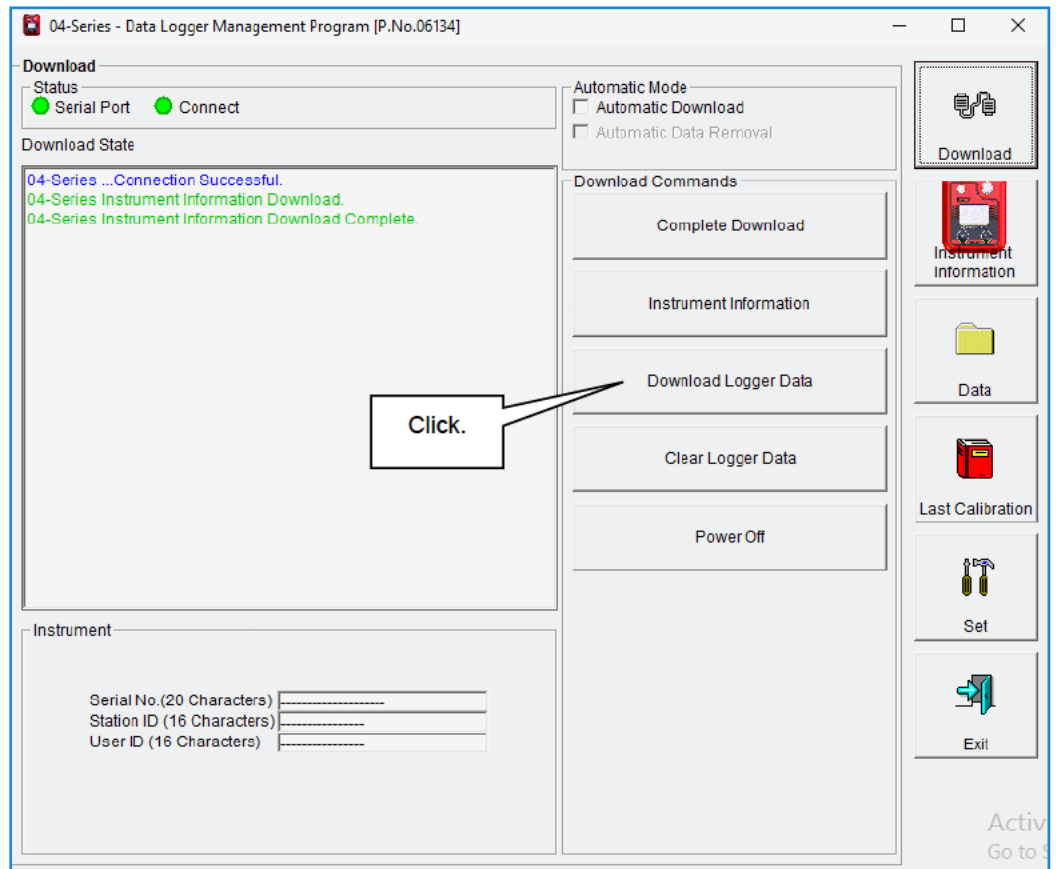 04-Series - Data Logger Management Program [P.No.06134]
Download
Status
Serial Port
Connect
Download State
04-Series ...Connection Successful.
04-Series Instrument Information Download.
04-Series Instrument Information Download Complete.
Automatic Mode
Automatic Download
Automatic Data Removal
Download Commands
Complete Download
Instrument Information
Download Logger Data
Click.
Clear Logger Data
Power Off
Instrument
Serial No.(20 Characters) --------------------
Station ID (16 Characters) ----------------
User ID (16 Characters) ----------------
Download
Instrument
Information
Data
Last Calibration
Set
Exit
Activ
Go to S